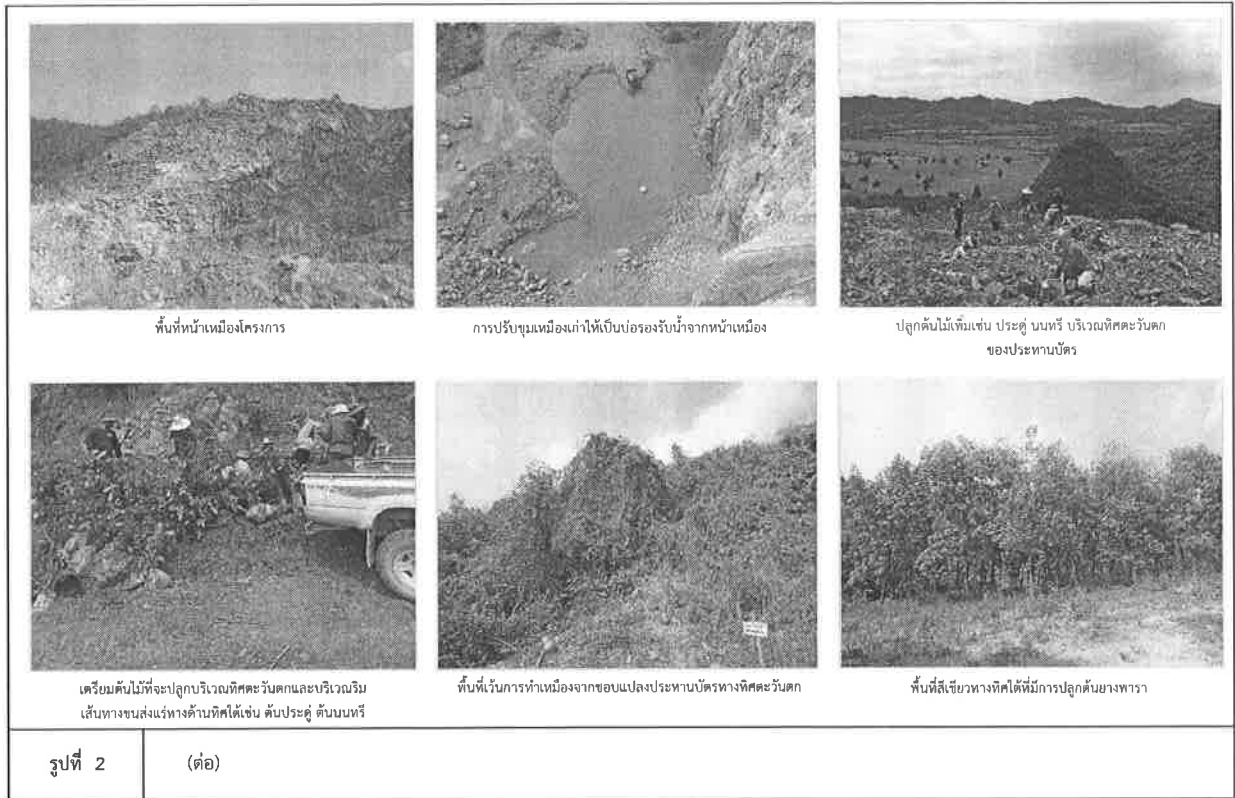 พื้นที่หน้าเหมืองโครงการ
การปรับขุมเหมืองเก่าให้เป็นบ่อรองรับน้ำจากหน้าเหมือง
ปลูกต้นไม้เพิ่มเช่น ประดู่ นนทรี บริเวณทิศตะวันตก
ของประทานบัตร
เตรียมต้นไม้ที่จะปลูกบริเวณทิศตะวันตกและบริเวณริม
เส้นทางขนส่งแร่ทางด้านทิศใต้เช่น ต้นประดู่ ต้นนนทรี
พื้นที่เว้นการทำเหมืองจากขอบแปลงประทานบัตรทางทิศตะวันตก
พื้นที่สีเขียวทางทิศใต้ที่มีการปลูกต้นยางพารา
รูปที่ 2
(ต่อ)